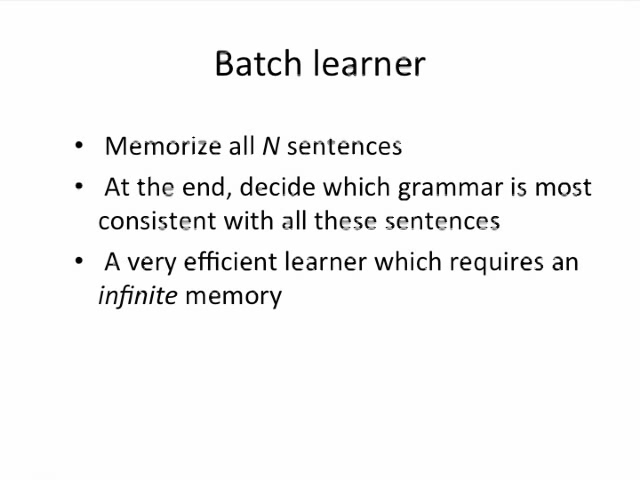 Batch learner
• Memorize all N sentences
• At the end, decide which grammar is most
consistent with all these sentences
• A very efficient learner which requires an
infinite memory